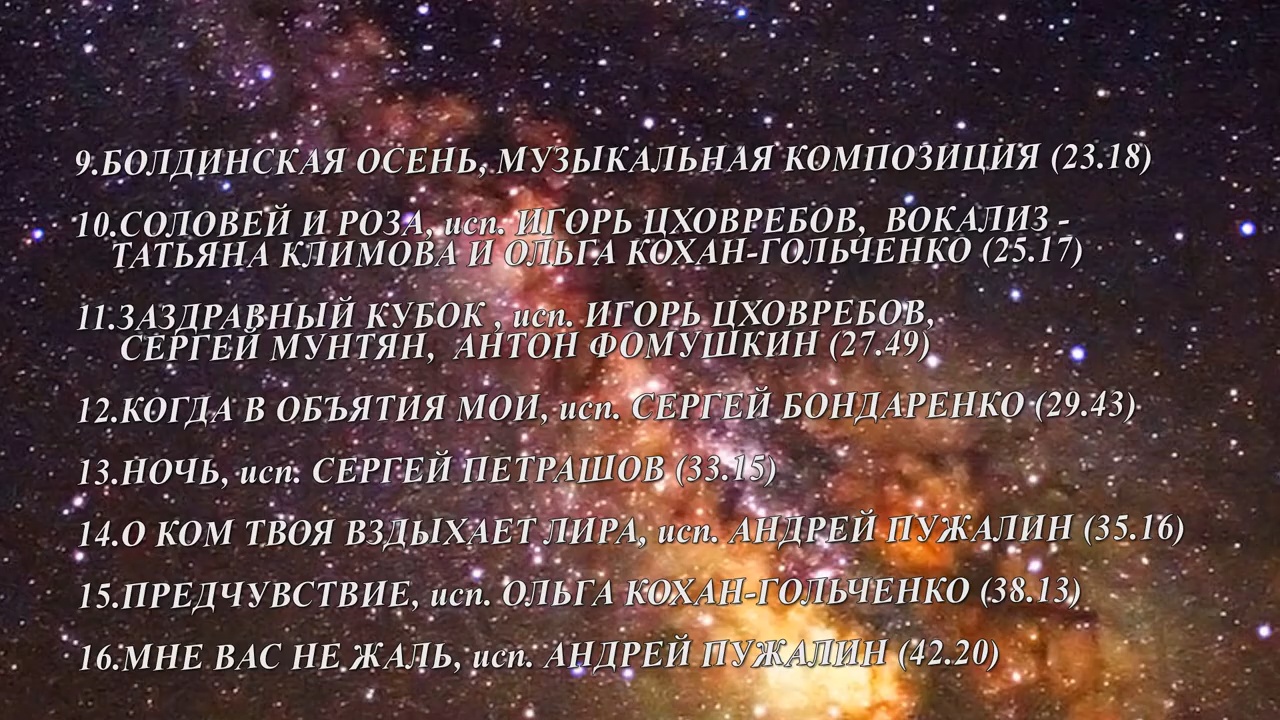 9.БОЛДИНСКАЯ ОСЕНЬ, МУЗЫКАЛЬНАЯ КОМПОЗИЦИЯ (23.18)
10.СОЛОВЕЙ И РОЗА, исп. ИГОРЬ ЦХОВРЕБОВ, ВОКАЛИЗ -
ТАТЬЯНА КЛИМОВА И ОЛЬГА КОХАН-ГОЛЬЧЕНКО (25.17)
11.ЗАЗДРАВНЫЙ КУБОК , исп. ИГОРЬ ЦХОВРЕБОВ,
СЕРГЕЙ МУНТЯН, АНТОН ФОМУШКИН (27.49)
12.КОГДА В ОБЪЯТИЯ МОИ, исп. СЕРГЕЙ БОНДАРЕНКО (29.43)
13.НОЧЬ, исп. СЕРГЕЙ ПЕТРАШОВ (33.15)
14.О КОМ ТВОЯ ВЗДЫХАЕТ ЛИРА, исп. АНДРЕЙ ПУЖАЛИН (35.16)
15.ПРЕДЧУВСТВИЕ, исп. ОЛЬГА КОХАН-ГОЛЬЧЕНКО (38.13)
16.МНЕ ВАС НЕ ЖАЛЬ, исп. АНДРЕЙ ПУЖАЛИН (42.20)